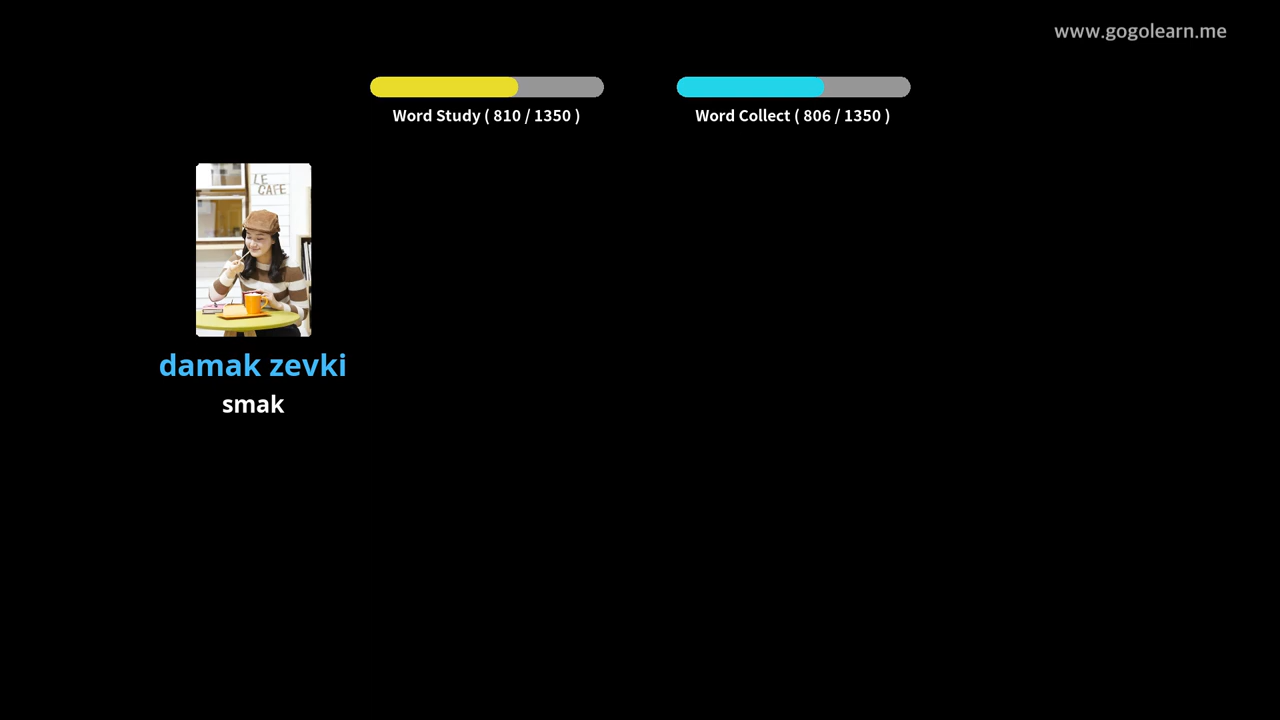 www.gogolearn.me
Word Study ( 810 / 1350 )
Word Collect ( 806 / 1350 )
LE
CAFE
damak zevki
smak